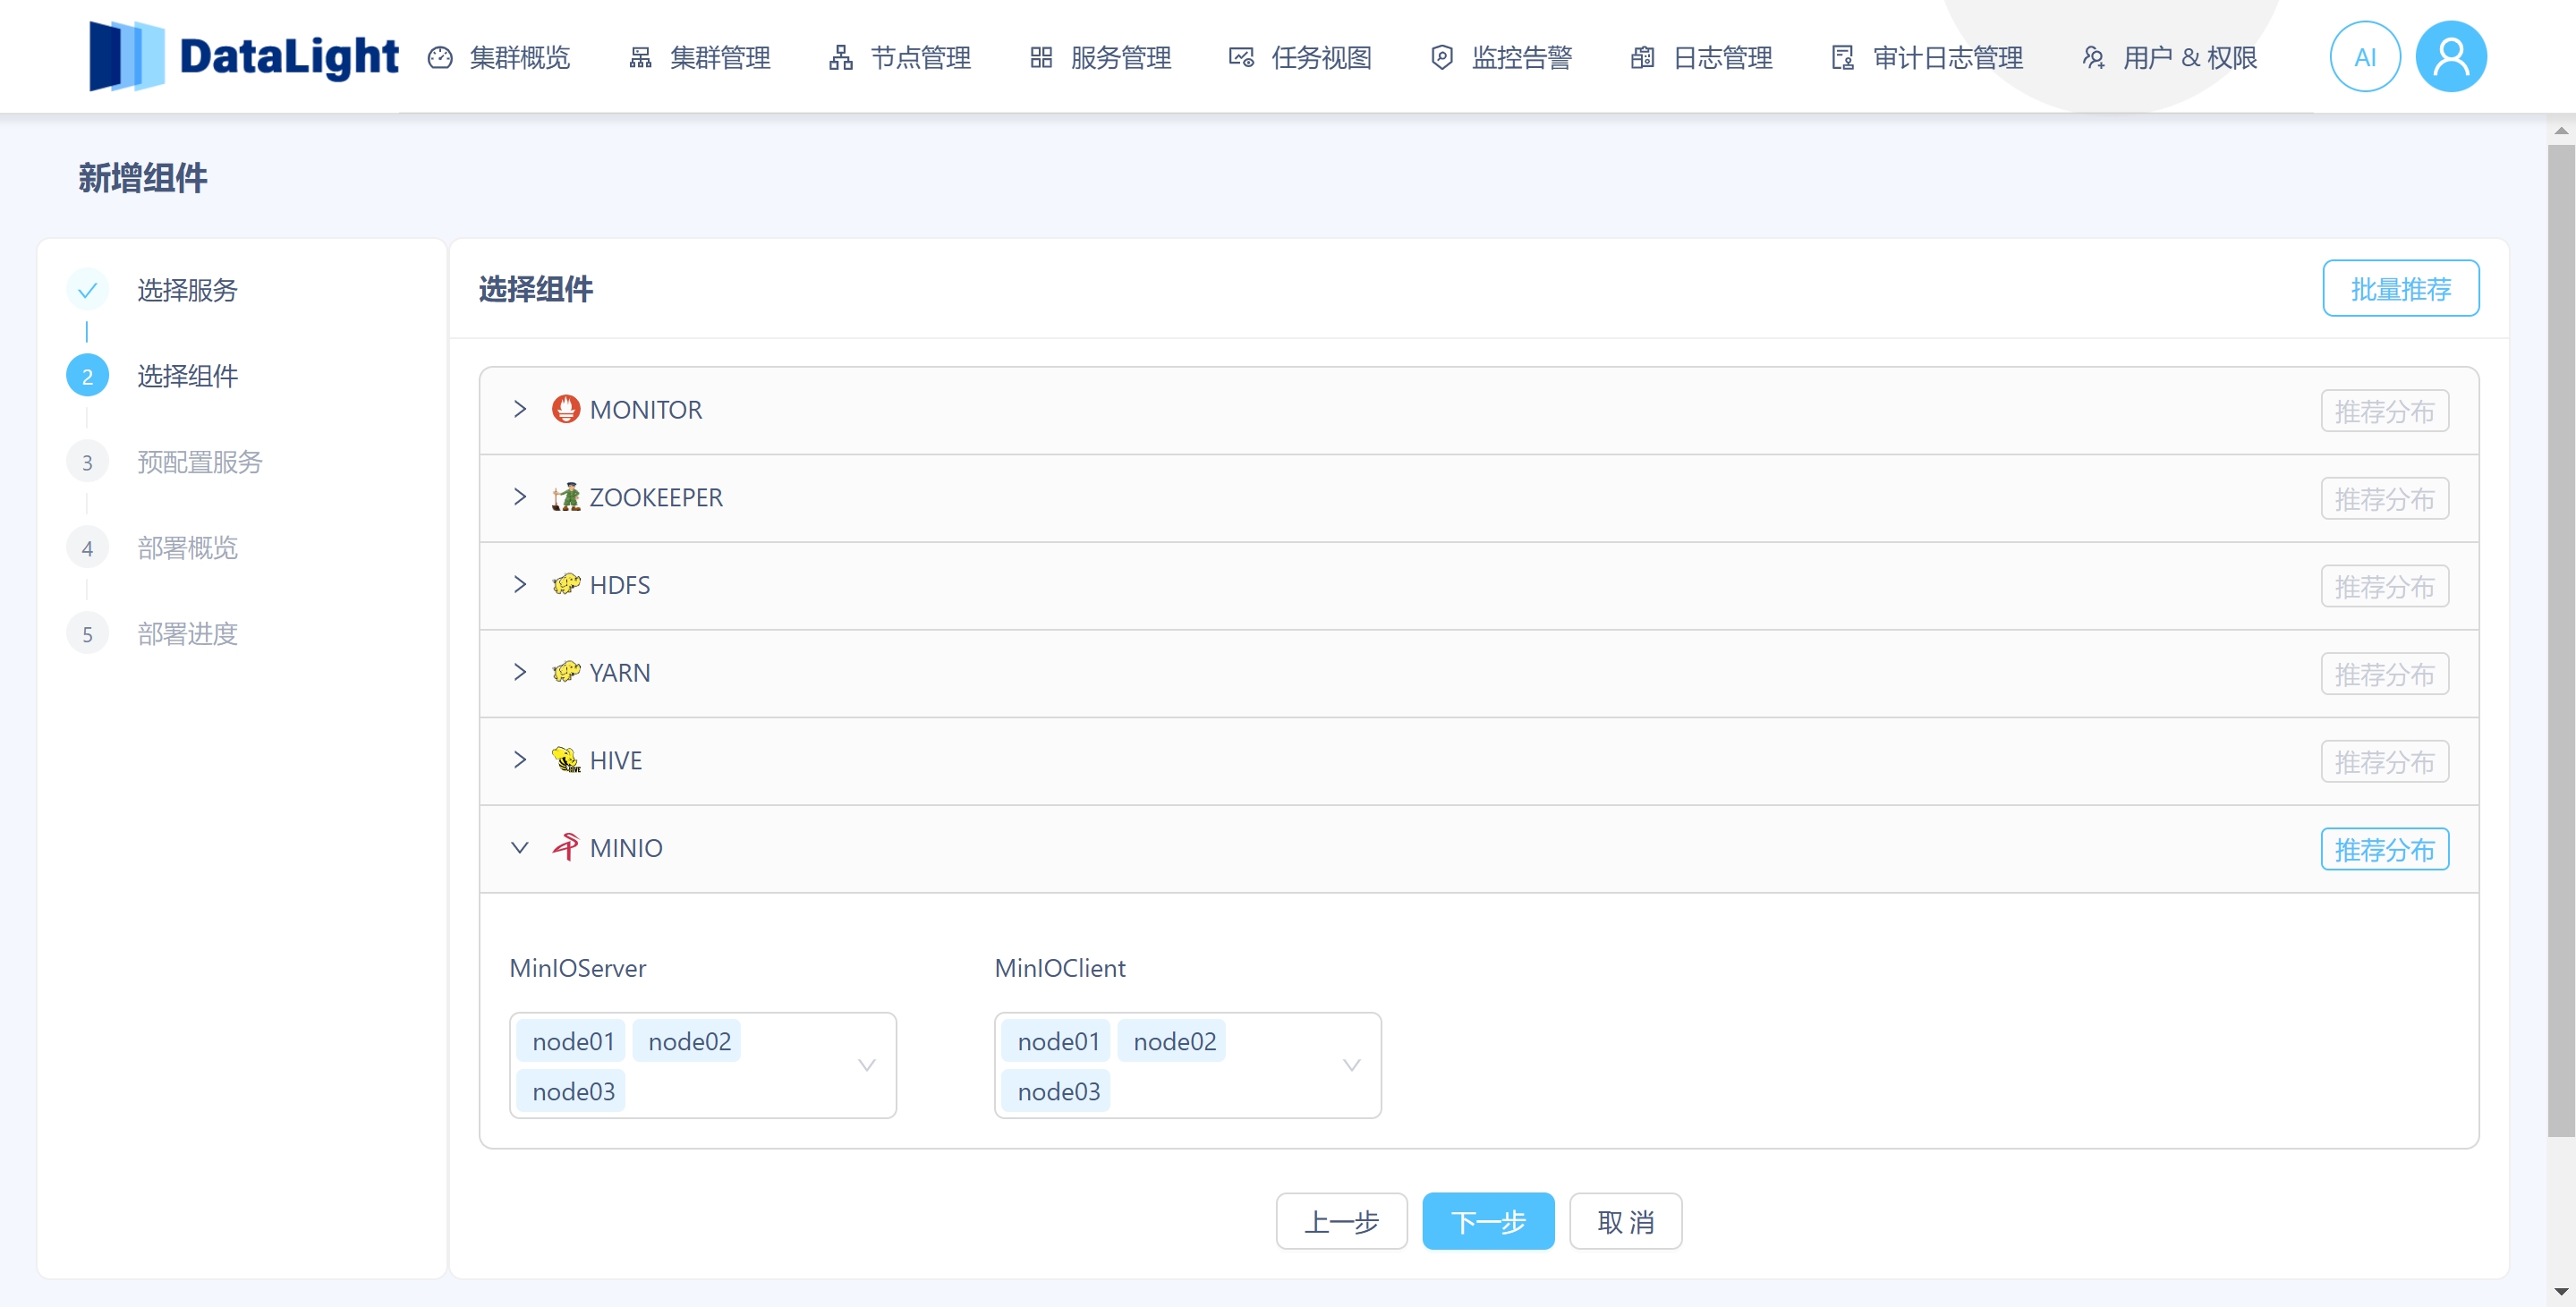 DataLight 集群概览 集群管理 节点管理 服务管理 任务视图 监控告警 日志管理 审计日志管理 用户 & 权限 AI
新增组件
选择服务
2 选择组件
3 预配置服务
4 部署概览
5 部署进度
选择组件 批量推荐
MONITOR 推荐分布
ZOOKEEPER 推荐分布
HDFS 推荐分布
YARN 推荐分布
HIVE 推荐分布
MINIO 推荐分布
MinIOServer MinIOClient
node01 node02 node01 node02
node03 node03
上一步 下一步 取 消